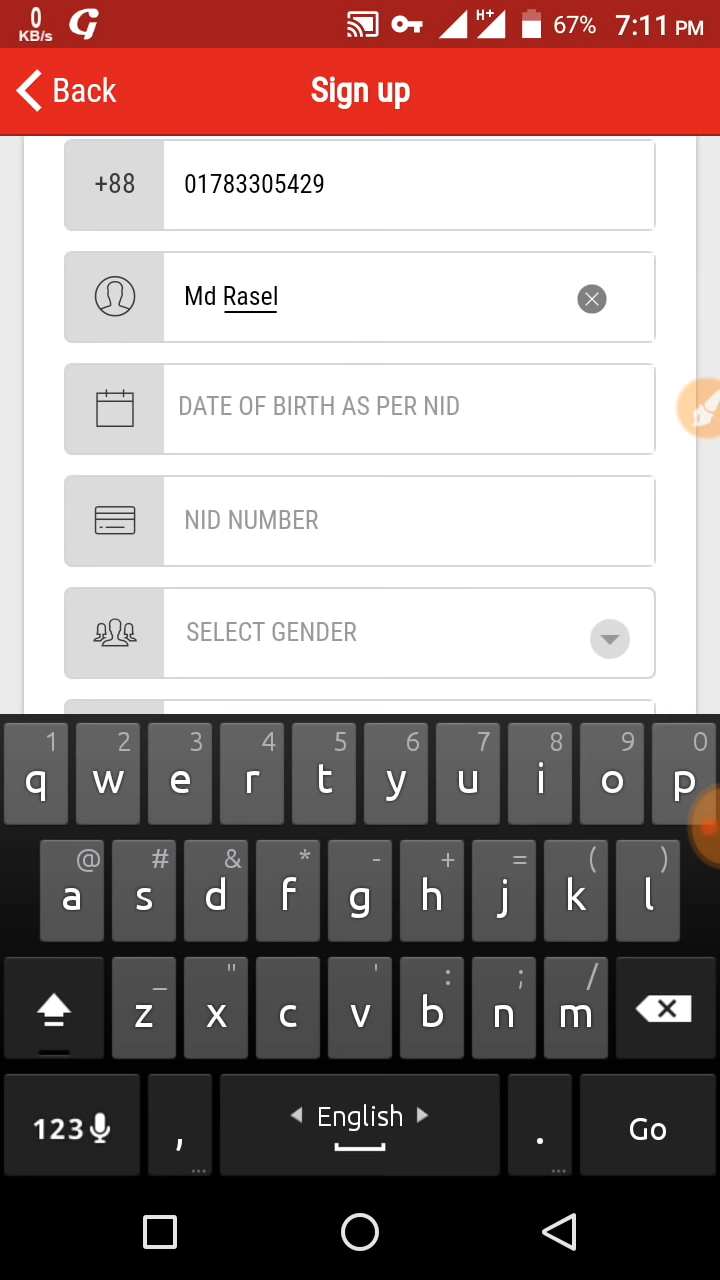 0 KB/s H+ 67% 7:11 PM
Back Sign up
+88 01783305429
Md Rasel
DATE OF BIRTH AS PER NID
NID NUMBER
SELECT GENDER
1 2 3 4 5 6 7 8 9 0
q w e r t y u i o p
@ # & * - + = ( )
a s d f g h j k l
_ " ' : ; /
z x c v b n m
123 , ... English . ... Go